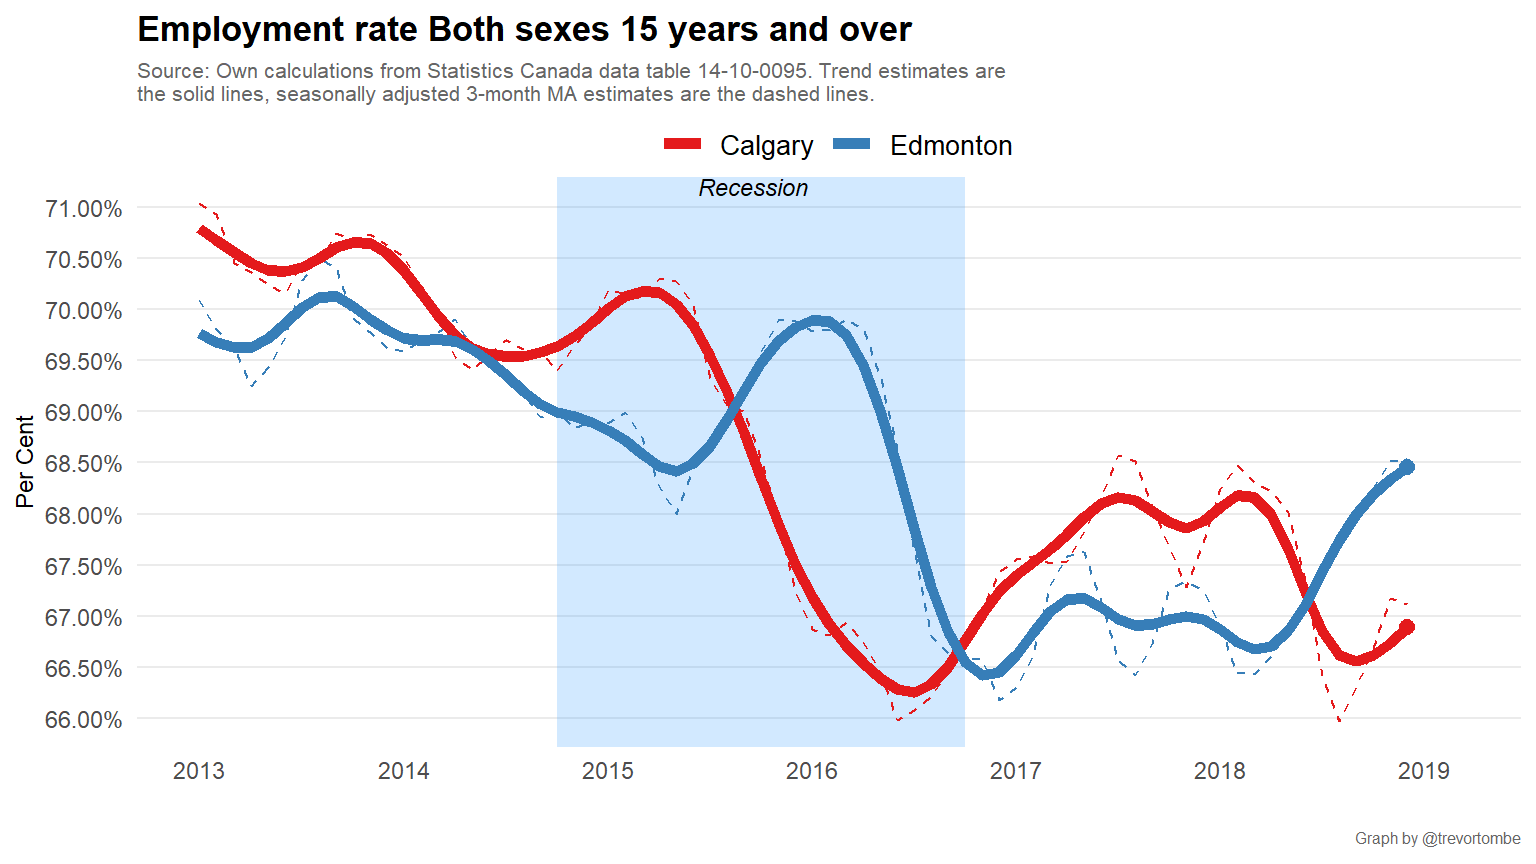 Employment rate Both sexes 15 years and over
Source: Own calculations from Statistics Canada data table 14-10-0095. Trend estimates are
the solid lines, seasonally adjusted 3-month MA estimates are the dashed lines.
Calgary Edmonton
Recession
71.00%
70.50%
70.00%
69.50%
69.00%
68.50%
68.00%
67.50%
67.00%
66.50%
66.00%
Per Cent
2013 2014 2015 2016 2017 2018 2019
Graph by @trevortombe